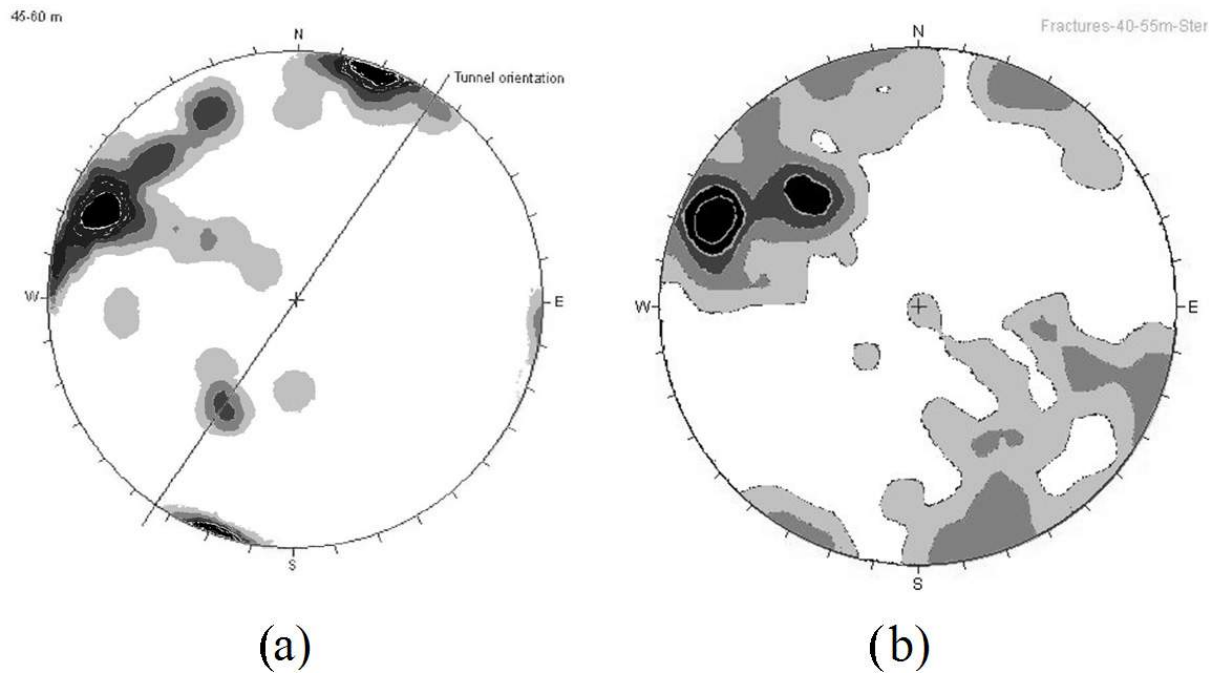 45-60 m
N
Tunnel orientation
W
E
S
(a)
Fractures-40-55m-Ster
N
W
E
S
(b)